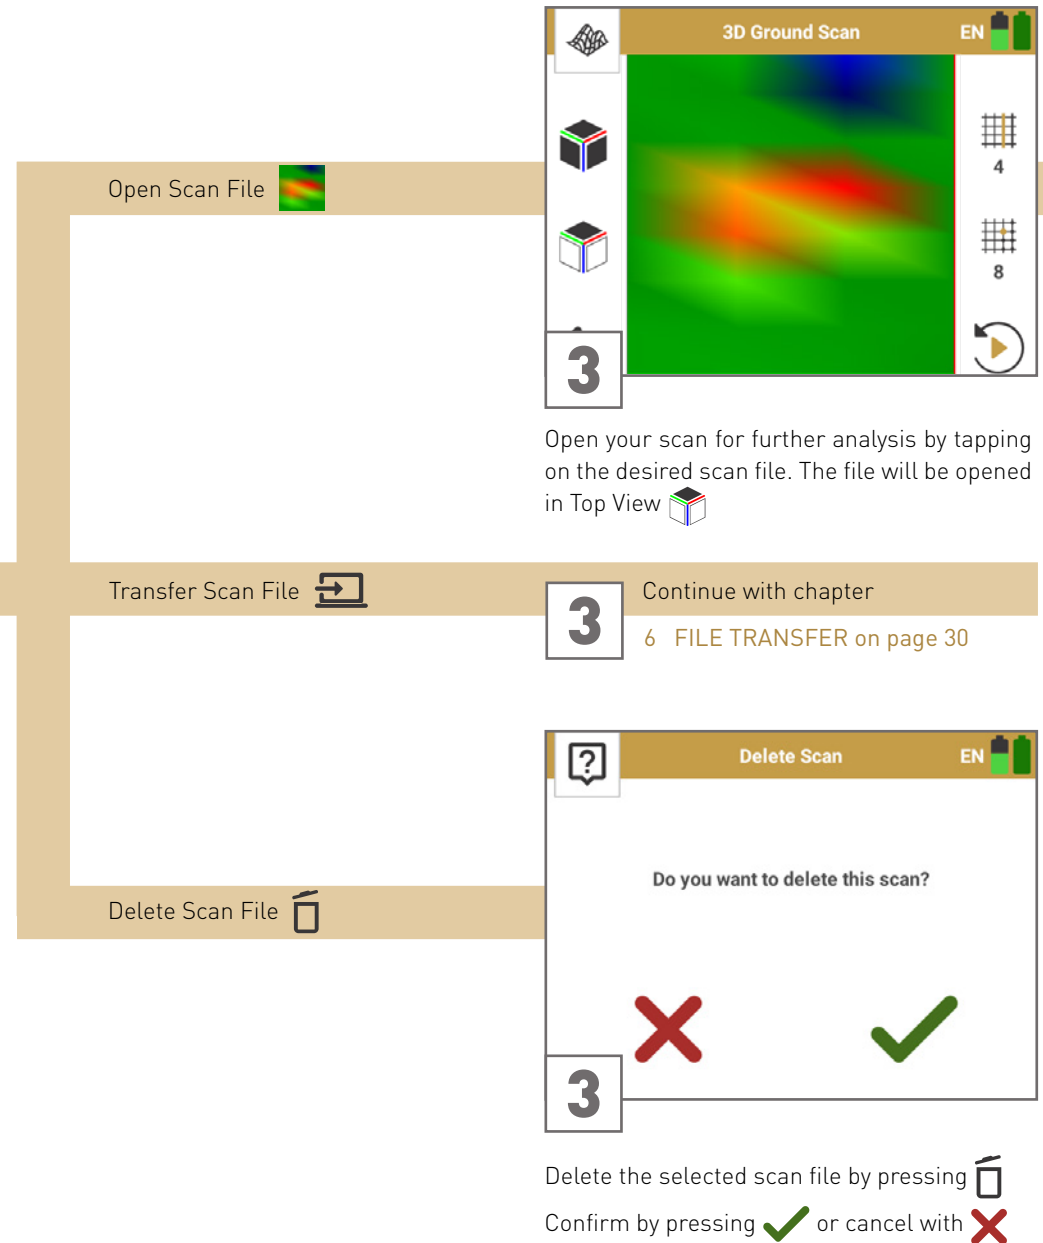 3D Ground Scan
EN
4
8
Open Scan File
3
Open your scan for further analysis by tapping
on the desired scan file. The file will be opened
in Top View
Transfer Scan File
3
Continue with chapter
6 FILE TRANSFER on page 30
Delete Scan
EN
Do you want to delete this scan?
Delete Scan File
3
Delete the selected scan file by pressing
Confirm by pressing or cancel with